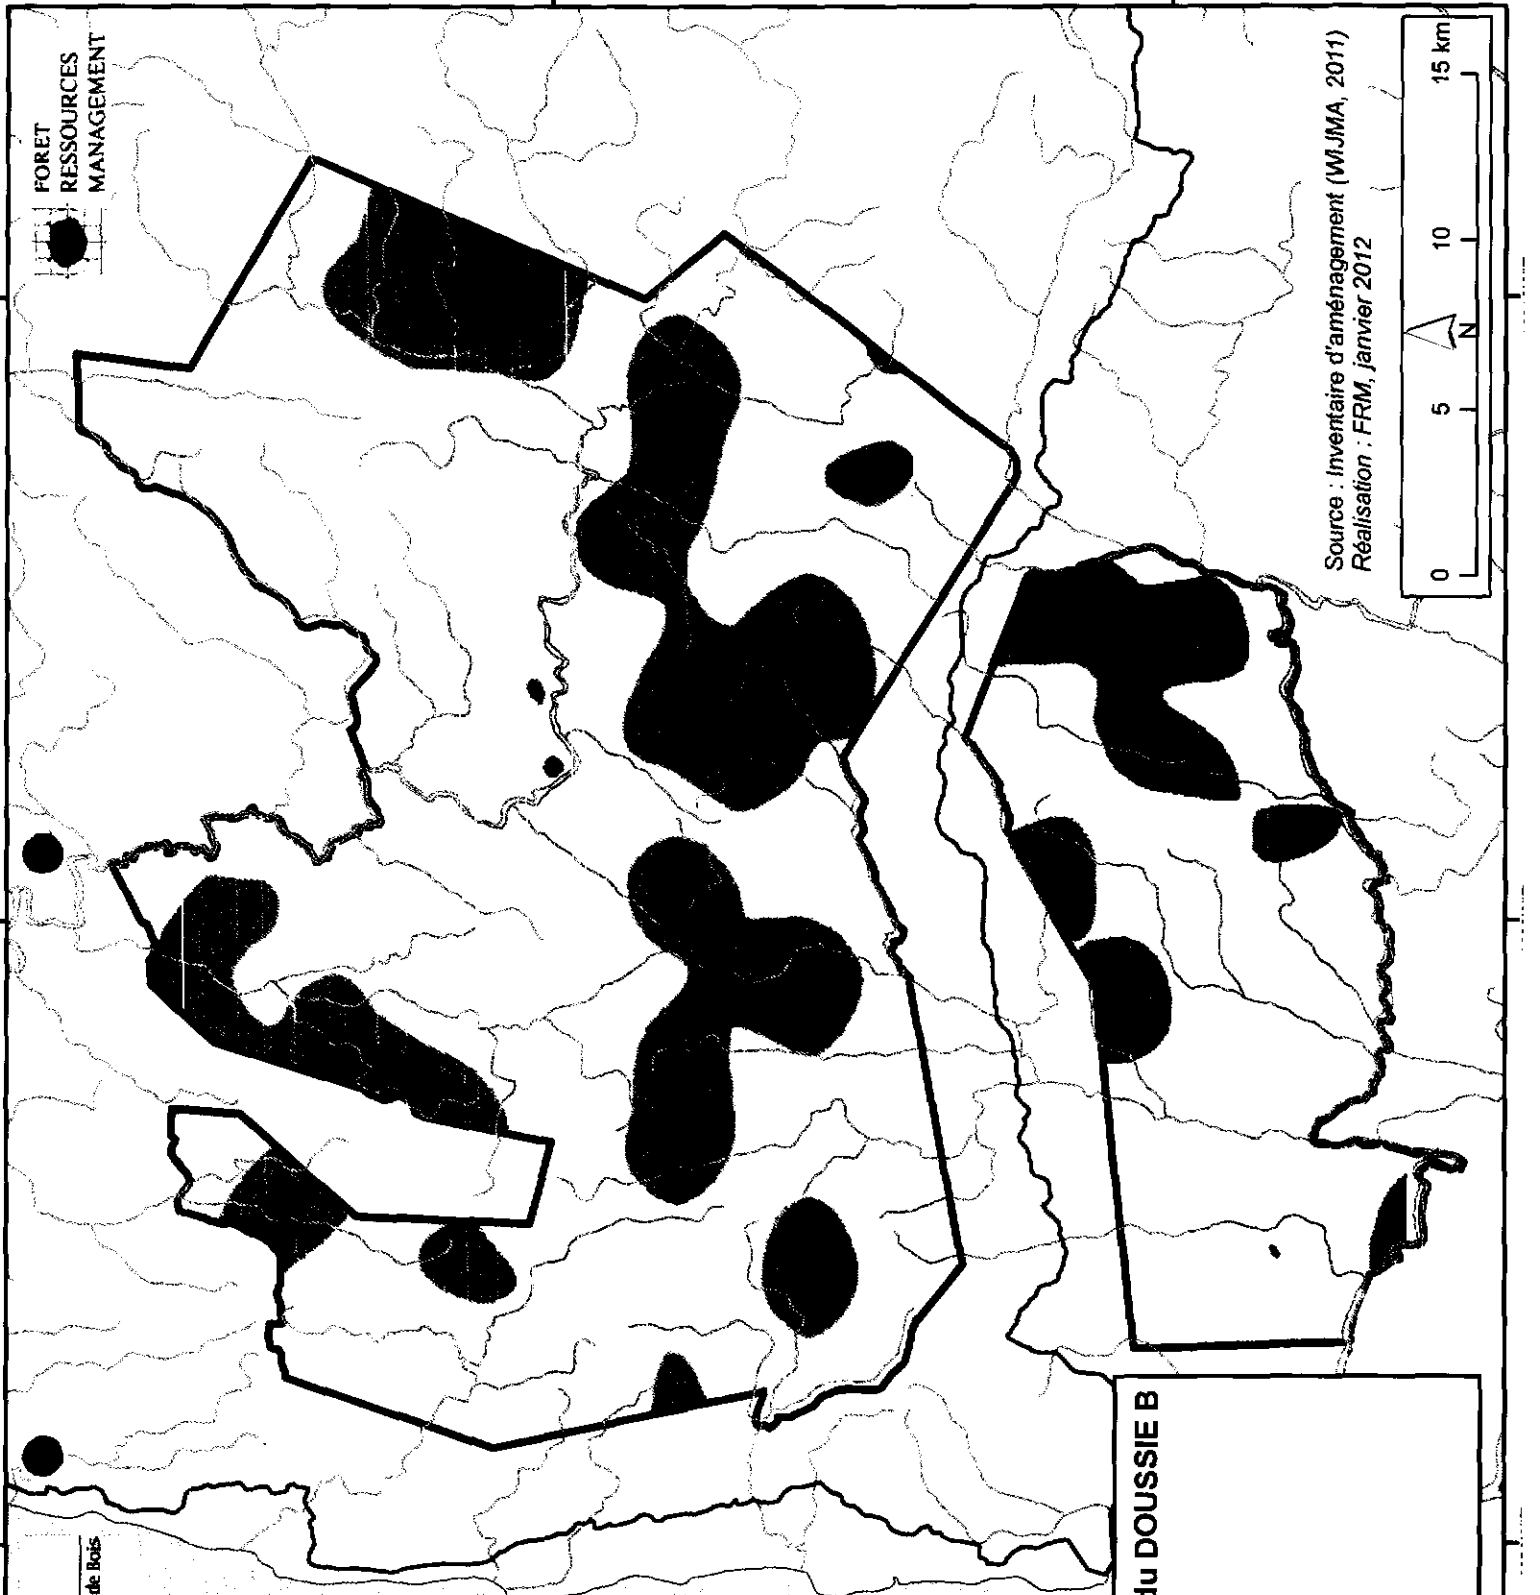 FORET
RESSOURCES
MANAGEMENT
Source : Inventaire d'aménagement (WIJMA, 2011)
Réalisation : FRM, janvier 2012
0 5 10 15 km
N
du DOUSSIE B
de Bois